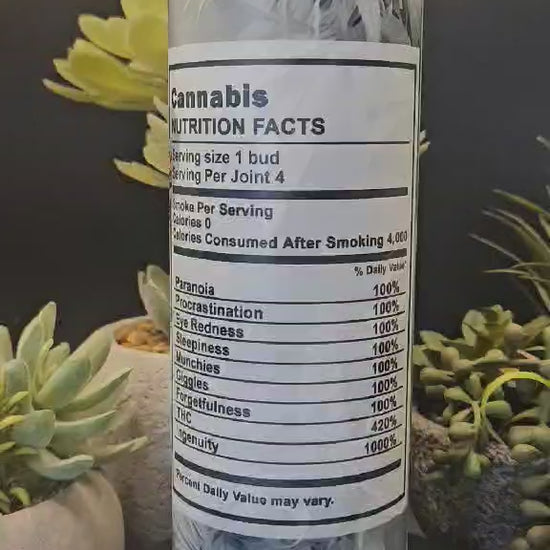 Cannabis
NUTRITION FACTS
Serving size 1 bud
Serving Per Joint 4
Smoke Per Serving
Calories 0
Calories Consumed After Smoking 4,000
% Daily Value*
Paranoia 100%
Procrastination 100%
Eye Redness 100%
Sleepiness 100%
Munchies 100%
Giggles 100%
Forgetfulness 100%
THC 420%
Ingenuity 1000%
Percent Daily Value may vary.